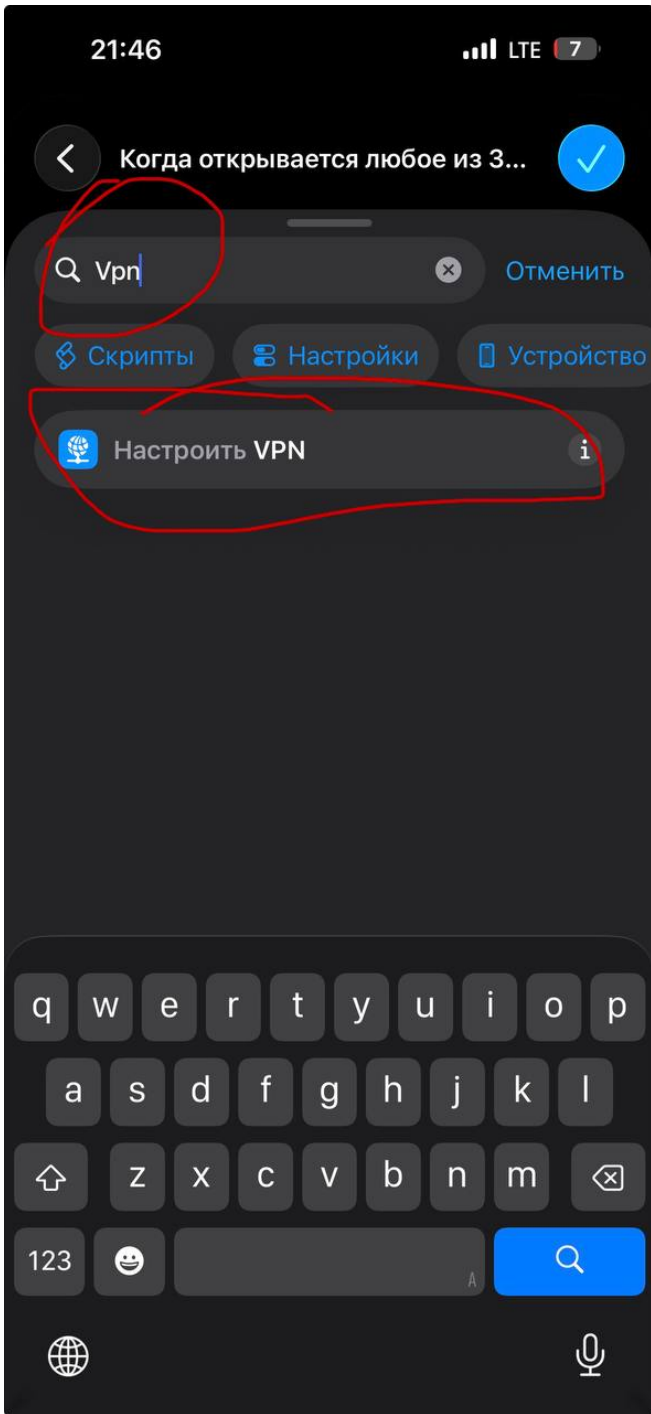 21:46
LTE 7
Когда открывается любое из 3...
Vpn
Отменить
Скрипты
Настройки
Устройство
Настроить VPN
i
q w e r t y u i o p
a s d f g h j k l
z x c v b n m
123
A